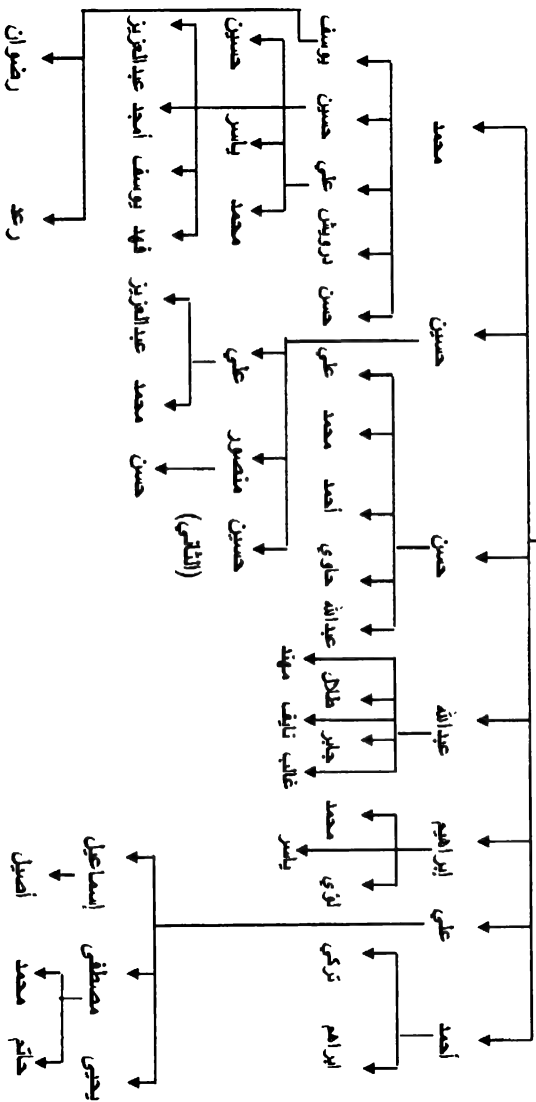 أحمد علي ابراهيم عبدالله حسن حسين محمد
ابراهم تركي لؤي محمد جابر طلال عبدالله حاوي أحمد محمد علي حسن درويش علي حسين يوسف
ياسر غالب نايف مهند
حسين منصور علي محمد ياسر حسين
(الثاني)
حسن محمد عبدالعزيز فهد يوسف أمجد عبدالعزيز
يحيى مصطفى إسماعيل
حاتم محمد أصيل رعد رضوان